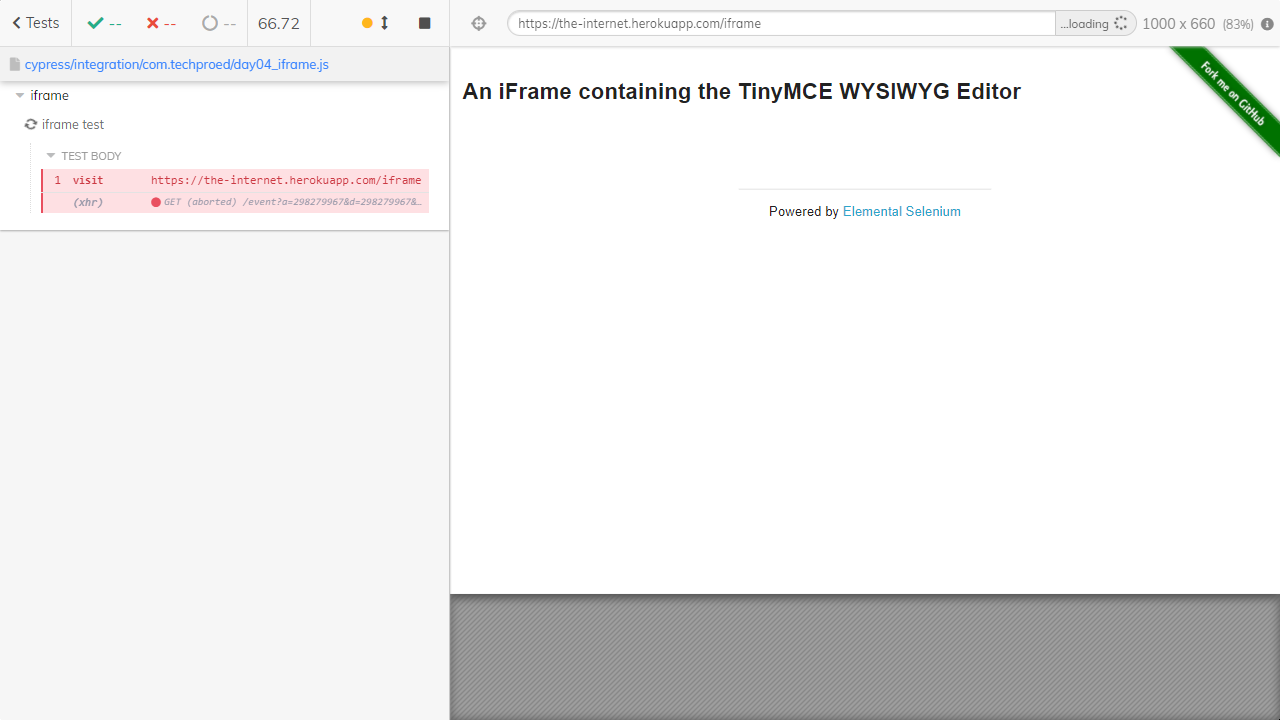 Tests -- -- -- 66.72
https://the-internet.herokuapp.com/iframe ...loading 1000 x 660 (83%)
cypress/integration/com.techproed/day04_iframe.js
iframe
iframe test
TEST BODY
1 visit https://the-internet.herokuapp.com/iframe
(xhr) GET (aborted) /event?a=298279967&d=298279967&…
An iFrame containing the TinyMCE WYSIWYG Editor
Fork me on GitHub
Powered by Elemental Selenium